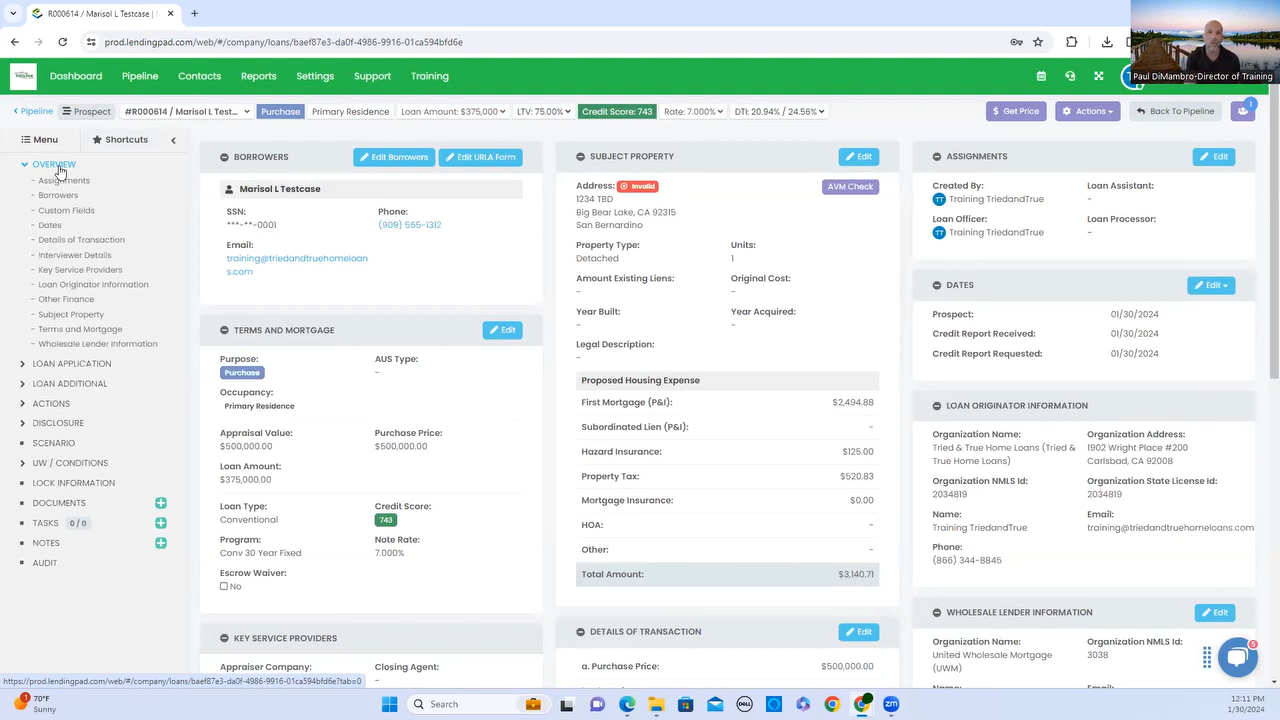 R000614 / Marisol L Testcase |
prod.lendingpad.com/web/#/company/loans/baef87e3-da0f-4986-9916-01ca594bfd6e
Paul DiMambro-Director of Training
Dashboard Pipeline Contacts Reports Settings Support Training
Pipeline Prospect #R000614 / Marisol L Test... Purchase Primary Residence Loan Amount: $375,000 LTV: 75.00% Credit Score: 743 Rate: 7.000% DTI: 20.94% / 24.56% $ Get Price Actions Back To Pipeline 1
Menu Shortcuts
OVERVIEW
- Assignments
- Borrowers
- Custom Fields
- Dates
- Details of Transaction
- Interviewer Details
- Key Service Providers
- Loan Originator Information
- Other Finance
- Subject Property
- Terms and Mortgage
- Wholesale Lender Information
LOAN APPLICATION
LOAN ADDITIONAL
ACTIONS
DISCLOSURE
SCENARIO
UW / CONDITIONS
LOCK INFORMATION
DOCUMENTS
TASKS 0 / 0
NOTES
AUDIT
BORROWERS Edit Borrowers Edit URLA Form
Marisol L Testcase
SSN: Phone:
***-**-0001 (909) 555-1312
Email:
training@triedandtruehomeloan
s.com
TERMS AND MORTGAGE Edit
Purpose: AUS Type:
Purchase -
Occupancy:
Primary Residence
Appraisal Value: Purchase Price:
$500,000.00 $500,000.00
Loan Amount:
$375,000.00
Loan Type: Credit Score:
Conventional 743
Program: Note Rate:
Conv 30 Year Fixed 7.000%
Escrow Waiver:
No
KEY SERVICE PROVIDERS
Appraiser Company: Closing Agent:
- -
SUBJECT PROPERTY Edit
Address: Invalid AVM Check
1234 TBD
Big Bear Lake, CA 92315
San Bernardino
Property Type: Units:
Detached 1
Amount Existing Liens: Original Cost:
- -
Year Built: Year Acquired:
- -
Legal Description:
-
Proposed Housing Expense
First Mortgage (P&I): $2,494.88
Subordinated Lien (P&I): -
Hazard Insurance: $125.00
Property Tax: $520.83
Mortgage Insurance: $0.00
HOA: -
Other: -
Total Amount: $3,140.71
DETAILS OF TRANSACTION Edit
a. Purchase Price: $500,000.00
ASSIGNMENTS Edit
Created By: Loan Assistant:
TT Training TriedandTrue -
Loan Officer: Loan Processor:
TT Training TriedandTrue -
DATES Edit
Prospect: 01/30/2024
Credit Report Received: 01/30/2024
Credit Report Requested: 01/30/2024
LOAN ORIGINATOR INFORMATION
Organization Name: Organization Address:
Tried & True Home Loans (Tried & 1902 Wright Place #200
True Home Loans) Carlsbad, CA 92008
Organization NMLS Id: Organization State License Id:
2034819 2034819
Name: Email:
Training TriedandTrue training@triedandtruehomeloans.com
Phone:
(866) 344-8845
WHOLESALE LENDER INFORMATION Edit
Organization Name: Organization NMLS Id:
United Wholesale Mortgage 3038
(UWM)
5
https://prod.lendingpad.com/web/#/company/loans/baef87e3-da0f-4986-9916-01ca594bfd6e?tab=0
1
70°F
Sunny
Search
12:11 PM
1/30/2024